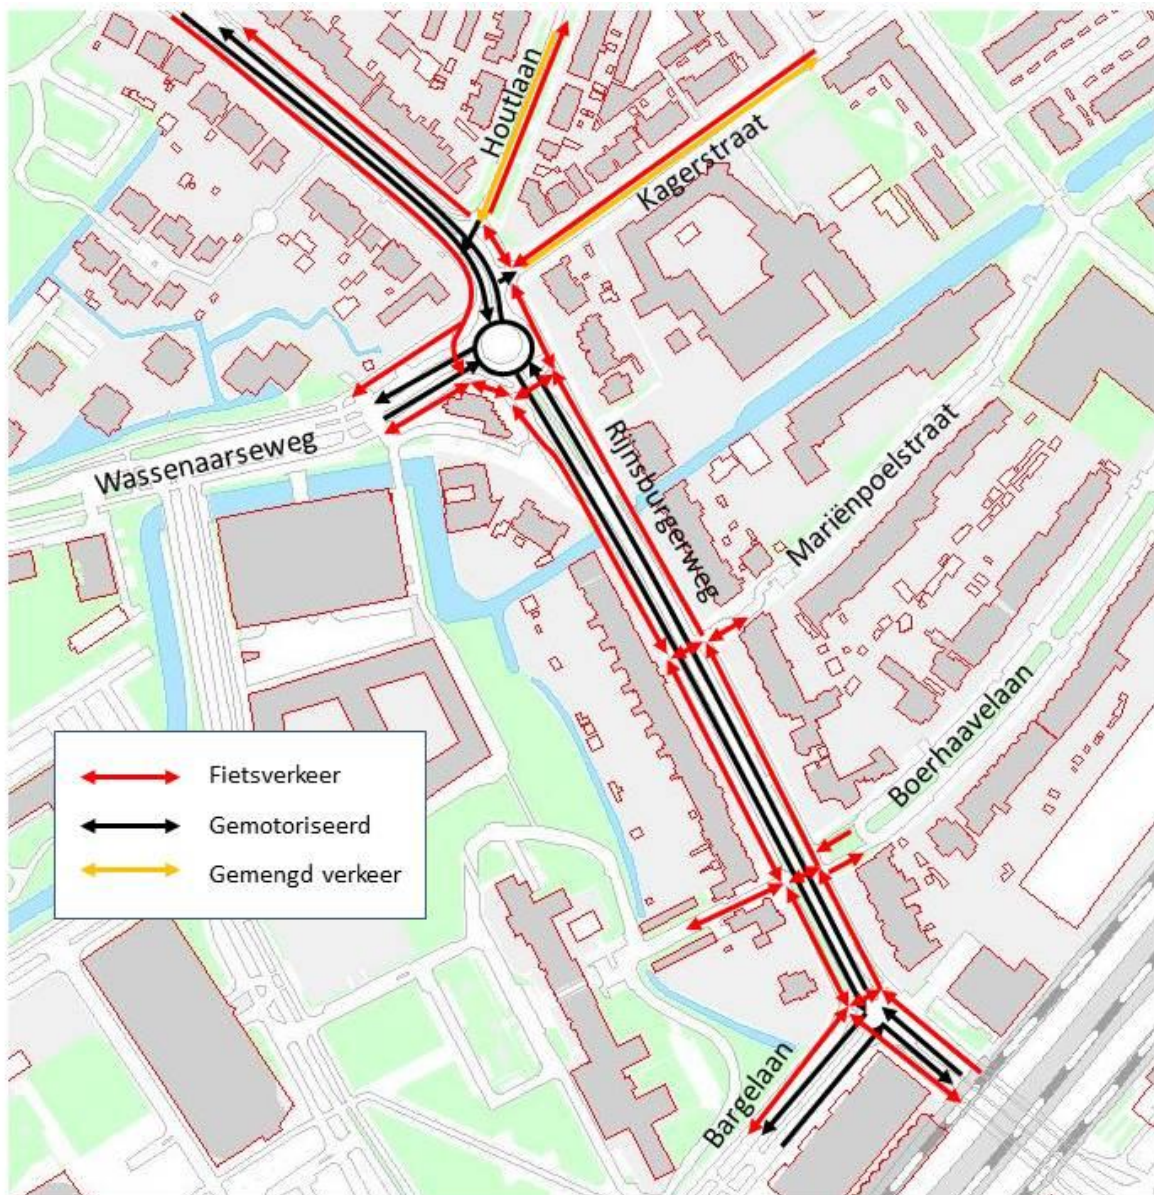 Houtlaan
Kagerstraat
Wassenaarseweg
Rijnsburgerweg
Mariënpoelstraat
Boerhaavelaan
Fietsverkeer
Gemotoriseerd
Gemengd verkeer
Bargelaan